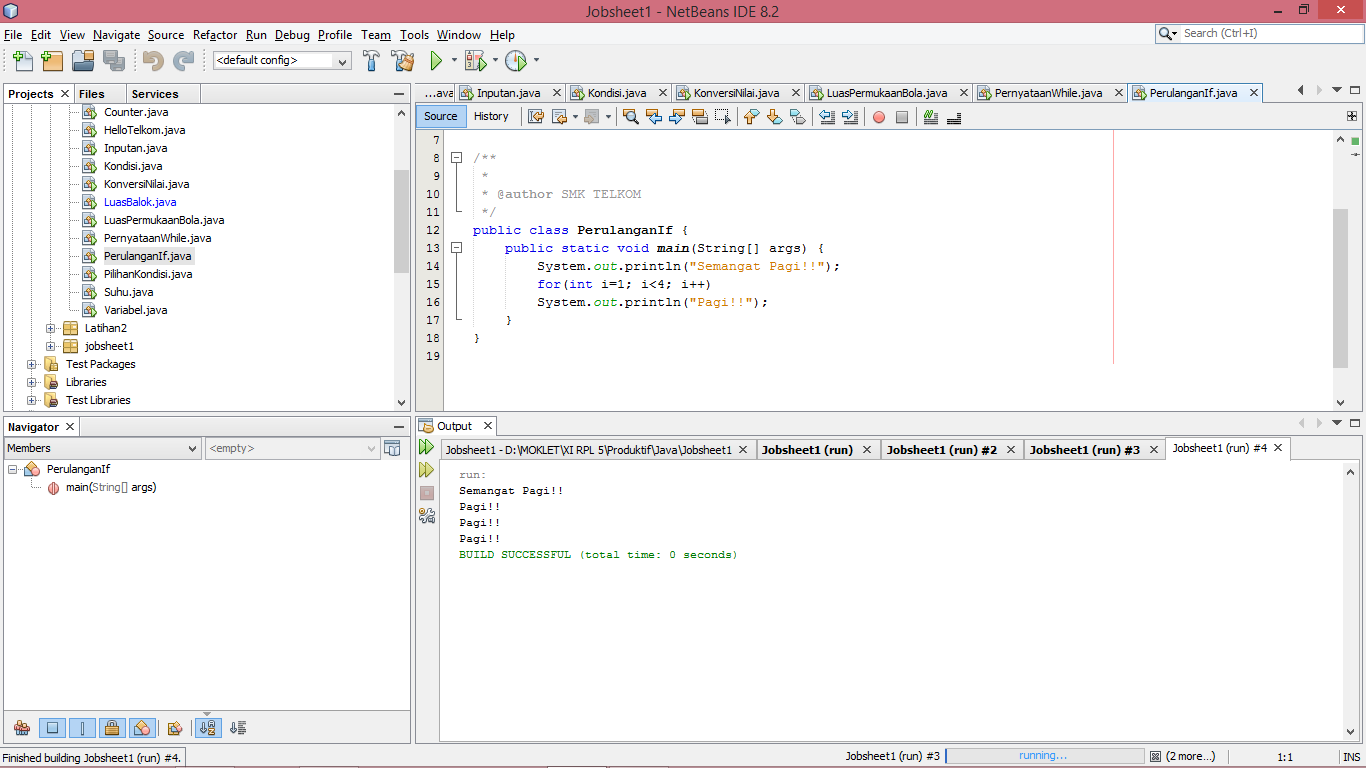 Jobsheet1 - NetBeans IDE 8.2
File Edit View Navigate Source Refactor Run Debug Profile Team Tools Window Help
Search (Ctrl+I)
<default config>
Projects Files Services
Counter.java
HelloTelkom.java
Inputan.java
Kondisi.java
KonversiNilai.java
LuasBalok.java
LuasPermukaanBola.java
PernyataanWhile.java
PerulanganIf.java
PilihanKondisi.java
Suhu.java
Variabel.java
Latihan2
jobsheet1
Test Packages
Libraries
Test Libraries
...ava Inputan.java Kondisi.java KonversiNilai.java LuasPermukaanBola.java PernyataanWhile.java PerulanganIf.java
Source History
7
8 /**
9 *
10 * @author SMK TELKOM
11 */
12 public class PerulanganIf {
13 public static void main(String[] args) {
14 System.out.println("Semangat Pagi!!");
15 for(int i=1; i<4; i++)
16 System.out.println("Pagi!!");
17 }
18 }
19
Navigator
Members <empty>
PerulanganIf
main(String[] args)
Output
Jobsheet1 - D:\MOKLET\XI RPL 5\Produktif\Java\Jobsheet1 Jobsheet1 (run) Jobsheet1 (run) #2 Jobsheet1 (run) #3 Jobsheet1 (run) #4
run:
Semangat Pagi!!
Pagi!!
Pagi!!
Pagi!!
BUILD SUCCESSFUL (total time: 0 seconds)
Finished building Jobsheet1 (run) #4.
Jobsheet1 (run) #3 running... (2 more...) 1:1 INS